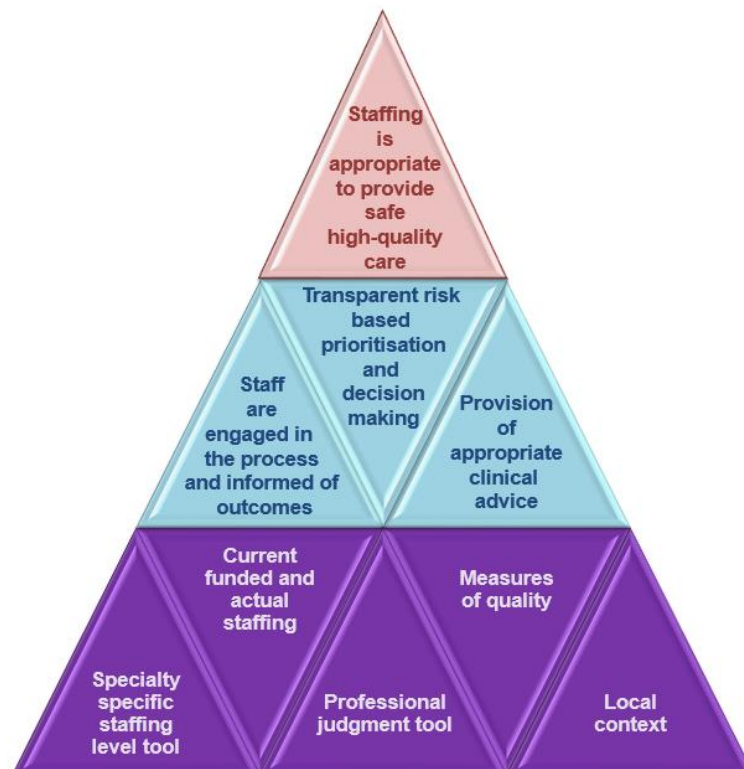 Staffing
is
appropriate
to provide
safe
high-quality
care
Transparent risk
based
prioritisation
and
decision
making
Staff
are
engaged in
the process
and informed of
outcomes
Provision
of
appropriate
clinical
advice
Current
funded and
actual
staffing
Measures
of quality
Specialty
specific
staffing
level tool
Professional
judgment tool
Local
context